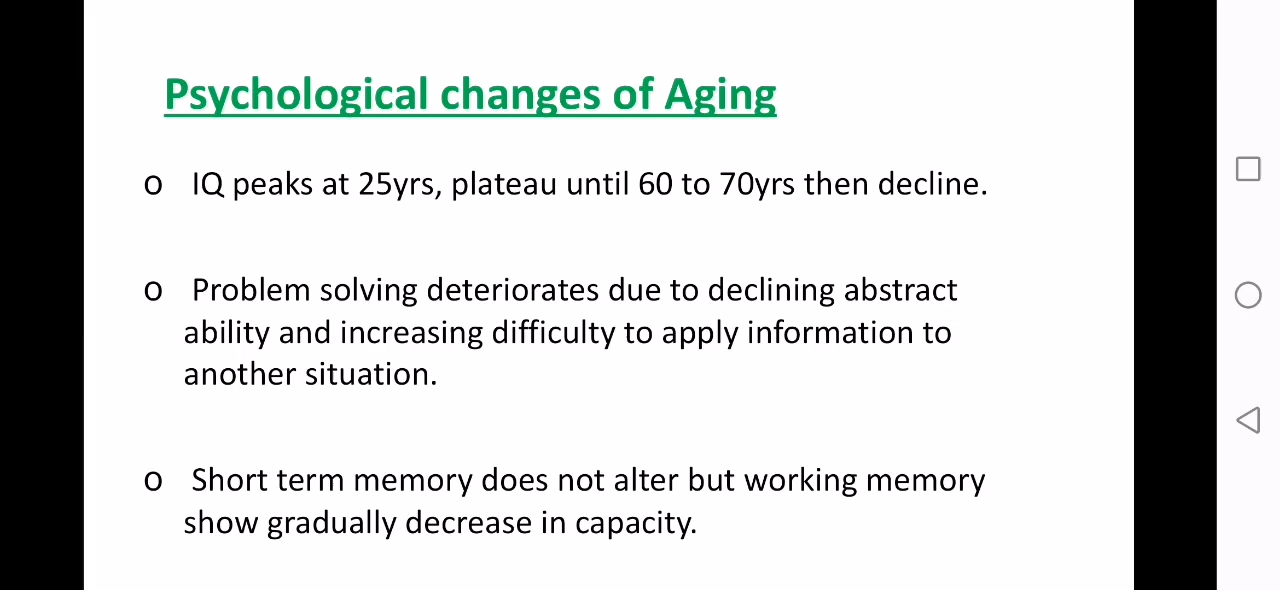 Psychological changes of Aging
o IQ peaks at 25yrs, plateau until 60 to 70yrs then decline.
o Problem solving deteriorates due to declining abstract
ability and increasing difficulty to apply information to
another situation.
o Short term memory does not alter but working memory
show gradually decrease in capacity.